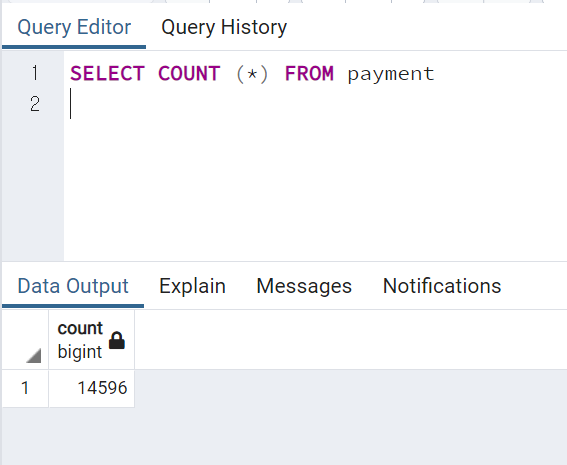 Query Editor Query History
1 SELECT COUNT (*) FROM payment
2
Data Output Explain Messages Notifications
count
bigint
1 14596